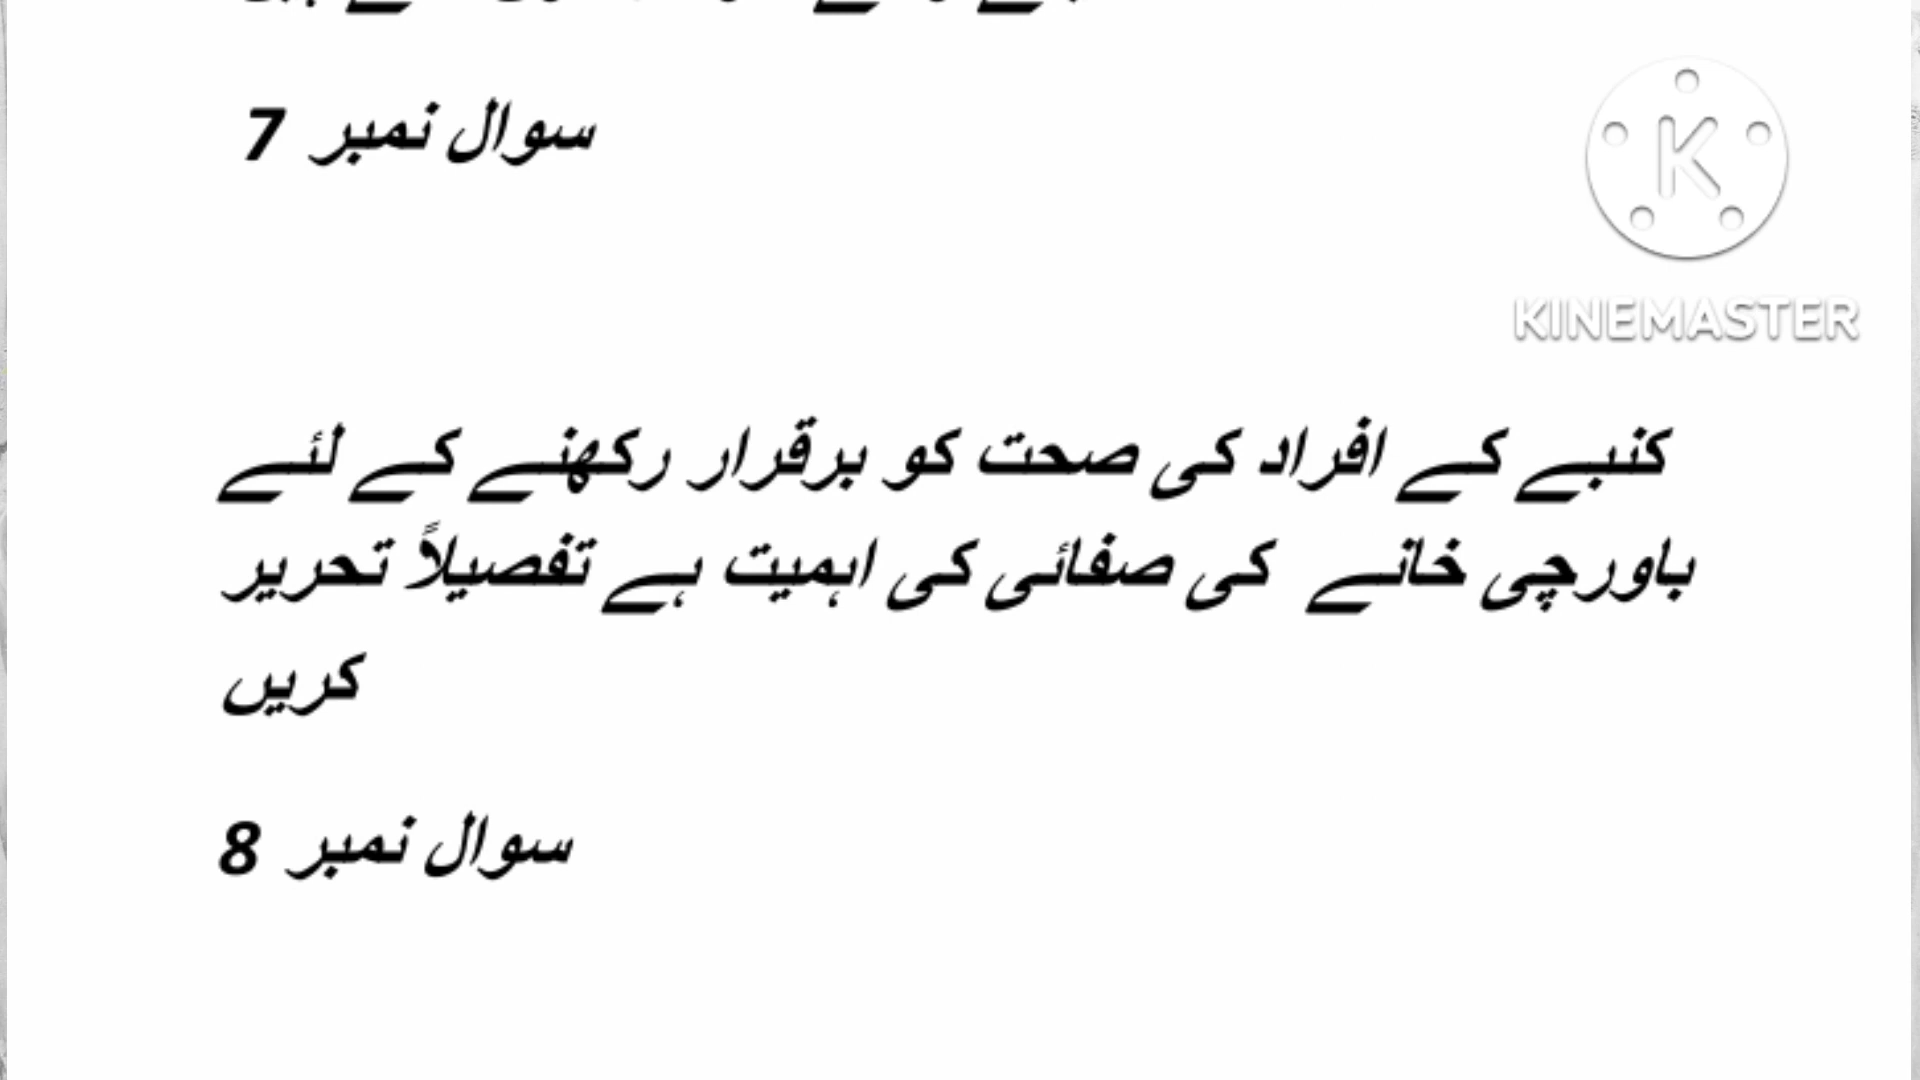 سوال نمبر 7
KINEMASTER
کنبے کے افراد کی صحت کو برقرار رکھنے کے لئے
باورچی خانے کی صفائی کی اہمیت ہے تفصیلاً تحریر
کریں
سوال نمبر 8